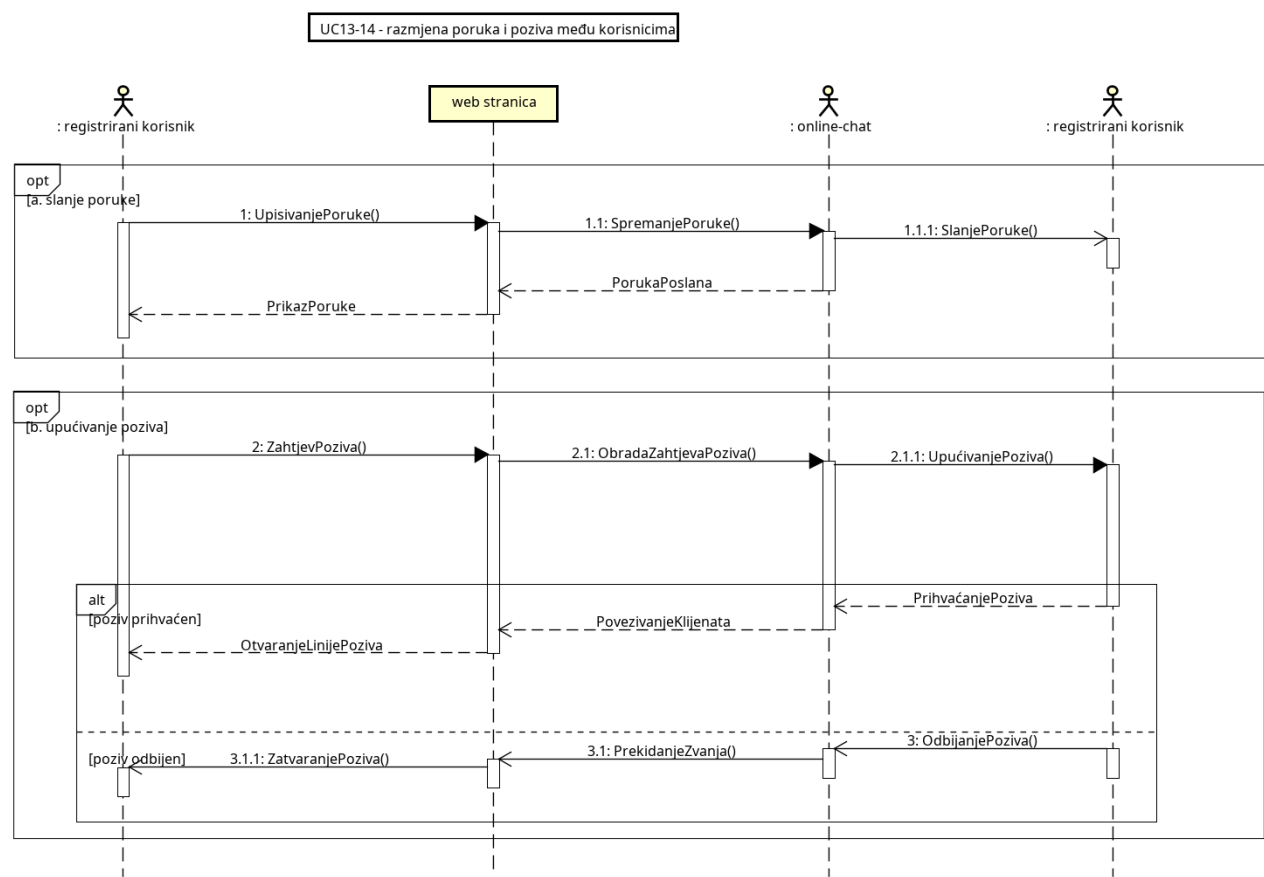 UC13-14 - razmjena poruka i poziva među korisnicima
: registrirani korisnik
web stranica
: online-chat
: registrirani korisnik
opt
[a. slanje poruke]
1: UpisivanjePoruke()
1.1: SpremanjePoruke()
1.1.1: SlanjePoruke()
PorukaPoslana
PrikazPoruke
opt
[b. upućivanje poziva]
2: ZahtjevPoziva()
2.1: ObradaZahtjevaPoziva()
2.1.1: UpućivanjePoziva()
alt
[poziv prihvaćen]
PrihvaćanjePoziva
PovezivanjeKlijenata
OtvaranjeLinijePoziva
[poziv odbijen]
3: OdbijanjePoziva()
3.1: PrekidanjeZvanja()
3.1.1: ZatvaranjePoziva()